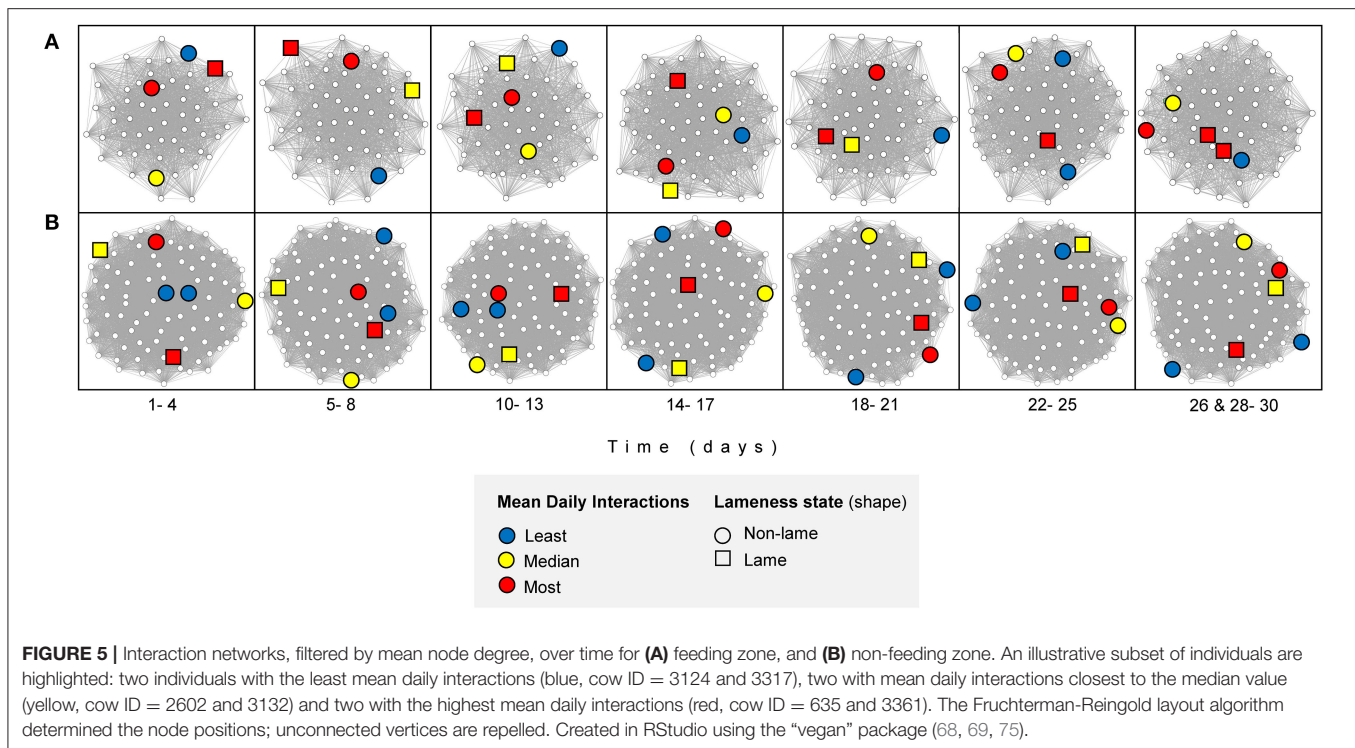 A
B
1- 4
5- 8
10- 13
14- 17
18- 21
22- 25
26 & 28- 30
Time (days)
Mean Daily Interactions
Least
Median
Most
Lameness state (shape)
Non-lame
Lame
FIGURE 5 | Interaction networks, filtered by mean node degree, over time for (A) feeding zone, and (B) non-feeding zone. An illustrative subset of individuals are
highlighted: two individuals with the least mean daily interactions (blue, cow ID = 3124 and 3317), two with mean daily interactions closest to the median value
(yellow, cow ID = 2602 and 3132) and two with the highest mean daily interactions (red, cow ID = 635 and 3361). The Fruchterman-Reingold layout algorithm
determined the node positions; unconnected vertices are repelled. Created in RStudio using the “vegan” package (68, 69, 75).